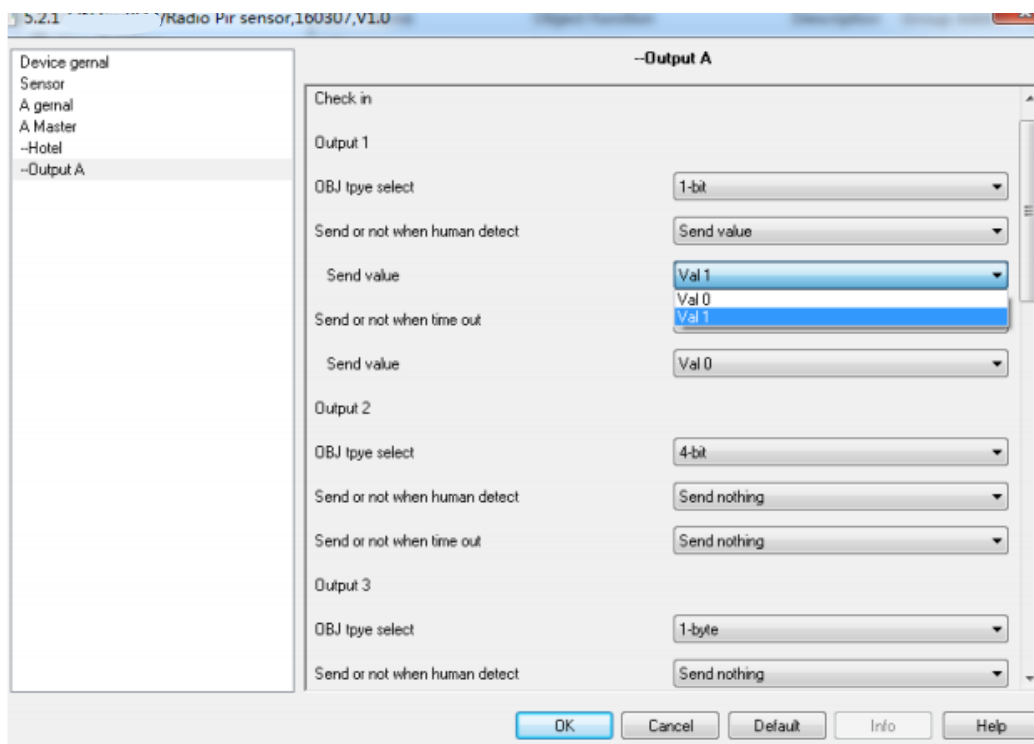 5.2.1 /Radio Pir sensor,160307,V1.0
Device gernal
Sensor
A gernal
A Master
--Hotel
--Output A
--Output A
Check in
Output 1
OBJ tpye select 1-bit
Send or not when human detect Send value
Send value Val 1
Val 0
Val 1
Send or not when time out
Send value Val 0
Output 2
OBJ tpye select 4-bit
Send or not when human detect Send nothing
Send or not when time out Send nothing
Output 3
OBJ tpye select 1-byte
Send or not when human detect Send nothing
OK Cancel Default Info Help